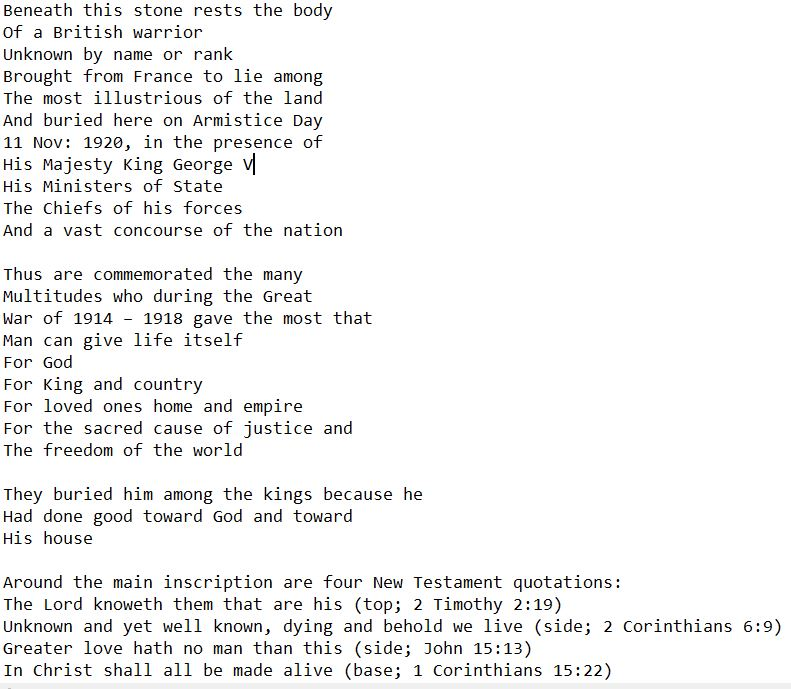 Beneath this stone rests the body
Of a British warrior
Unknown by name or rank
Brought from France to lie among
The most illustrious of the land
And buried here on Armistice Day
11 Nov: 1920, in the presence of
His Majesty King George V
His Ministers of State
The Chiefs of his forces
And a vast concourse of the nation

Thus are commemorated the many
Multitudes who during the Great
War of 1914 – 1918 gave the most that
Man can give life itself
For God
For King and country
For loved ones home and empire
For the sacred cause of justice and
The freedom of the world

They buried him among the kings because he
Had done good toward God and toward
His house

Around the main inscription are four New Testament quotations:
The Lord knoweth them that are his (top; 2 Timothy 2:19)
Unknown and yet well known, dying and behold we live (side; 2 Corinthians 6:9)
Greater love hath no man than this (side; John 15:13)
In Christ shall all be made alive (base; 1 Corinthians 15:22)